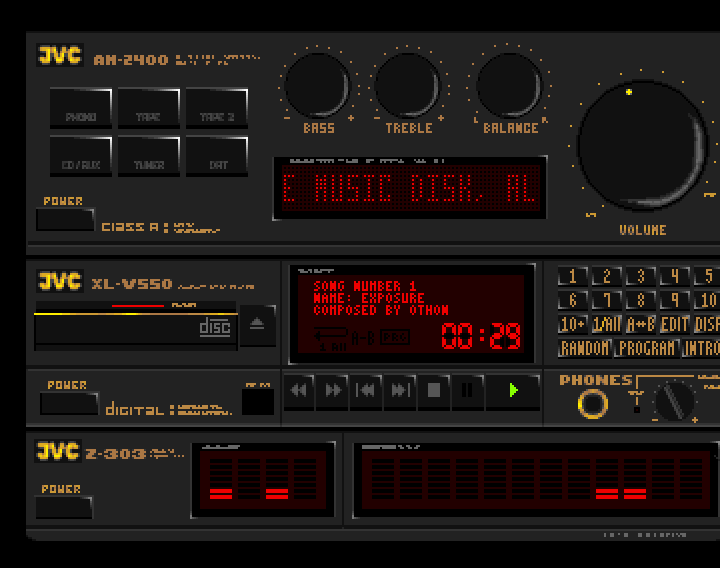 JVC AM-2400
PHONO TAPE TAPE 2
CD/AUX TUNER DAT
BASS TREBLE BALANCE
POWER
CLASS A
E MUSIC DISK, AL
VOLUME
JVC XL-V550
SONG NUMBER 1
NAME: EXPOSURE
COMPOSED BY OTHON
A-B PRG
1 All
00:29
disc
1 2 3 4 5
6 7 8 9 10
10+ 1/All A↔B EDIT DISP
RANDOM PROGRAM INTRO
POWER
digital
PHONES
- +
JVC Z-303
POWER